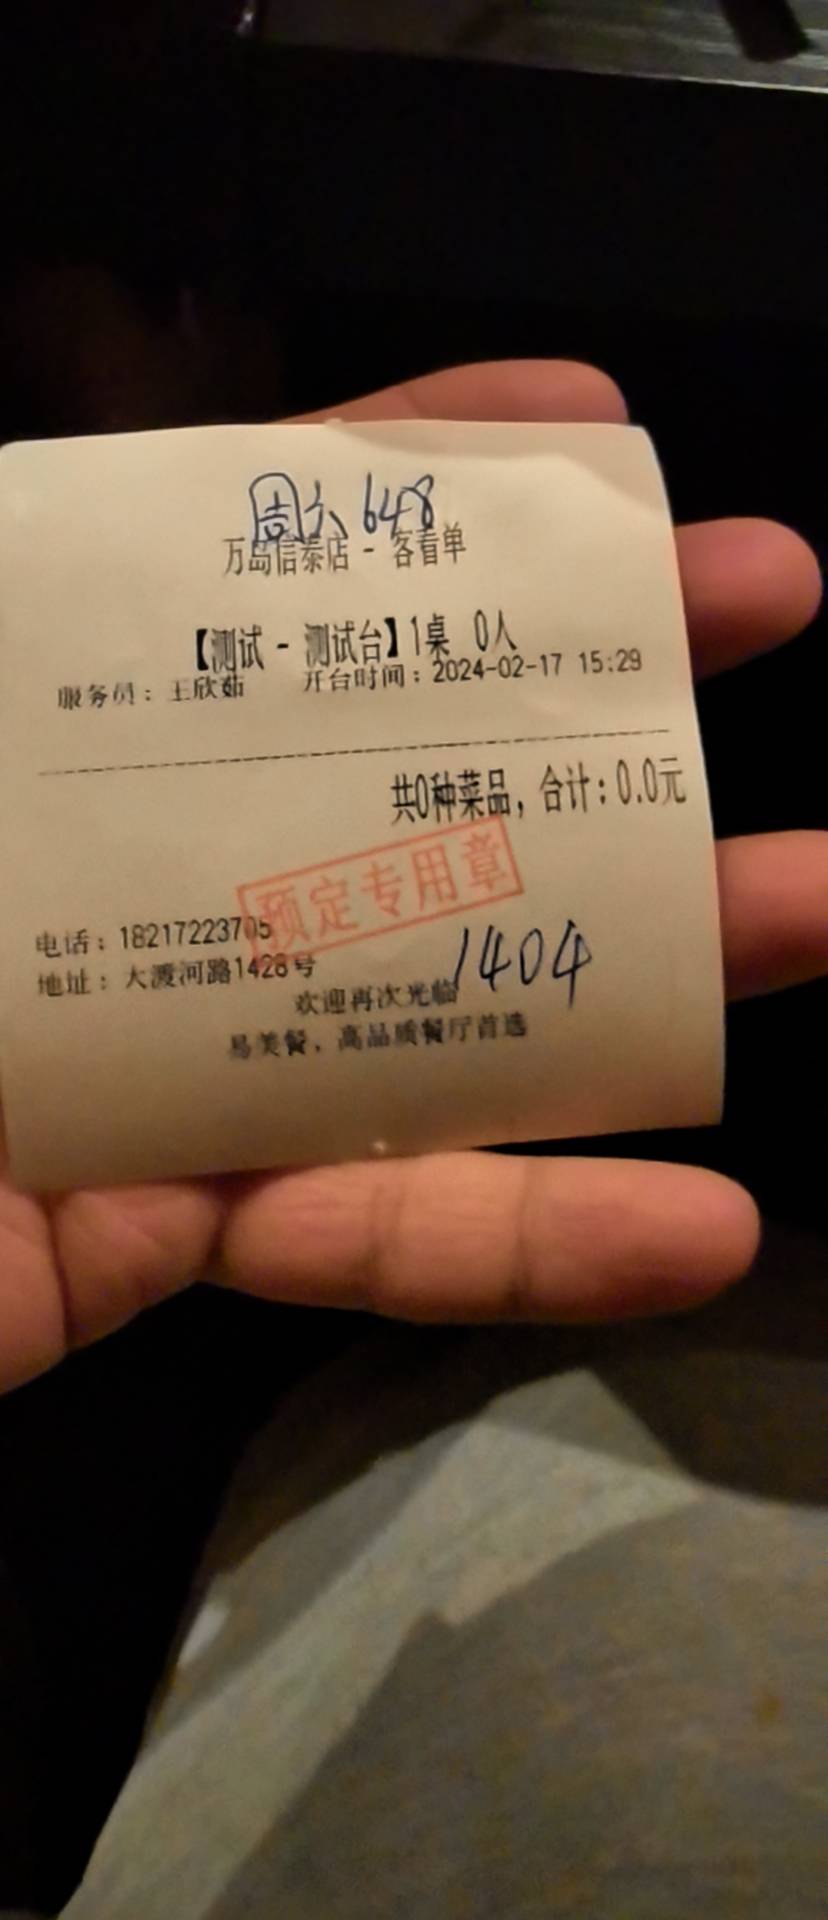 周六 648
万岛信泰店 - 客看单
【测试 - 测试台】1桌 0人
服务员：王欣茹 开台时间：2024-02-17 15:29
共0种菜品，合计：0.0元
预定专用章
电话：18217223705
地址：大渡河路1428号
1404
欢迎再次光临
易美餐，高品质餐厅首选